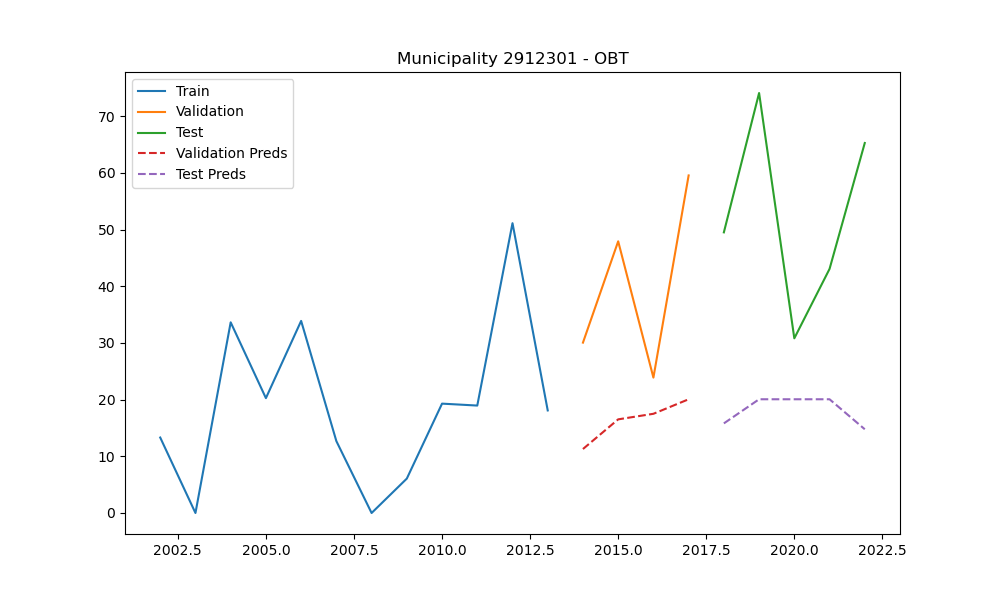 Municipality 2912301 - OBT
Train
Validation
Test
Validation Preds
Test Preds
70
60
50
40
30
20
10
0
2002.5 2005.0 2007.5 2010.0 2012.5 2015.0 2017.5 2020.0 2022.5